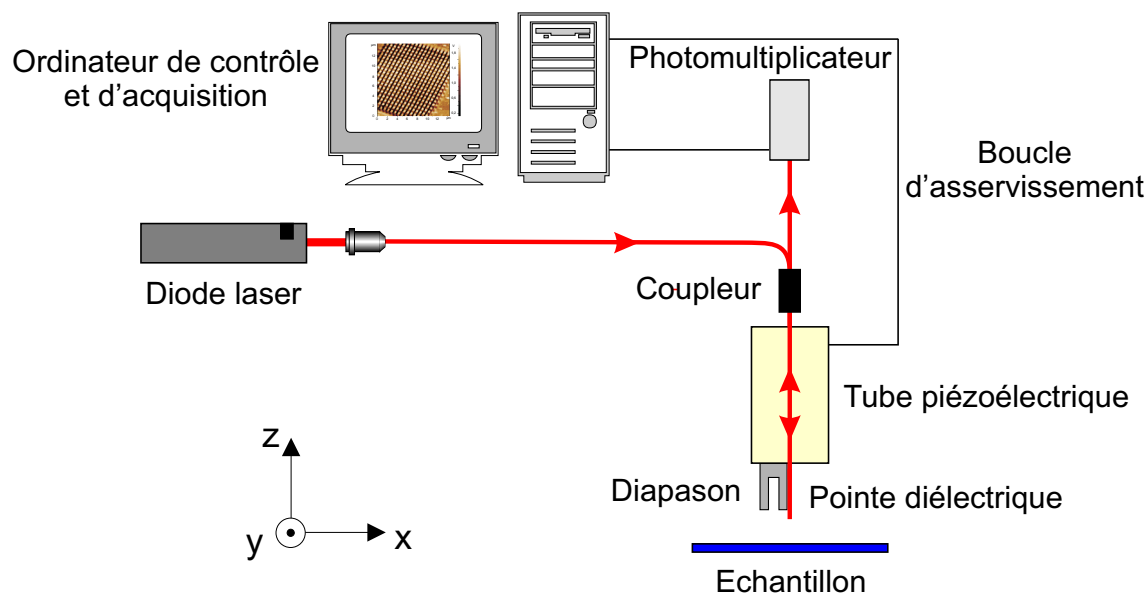 Ordinateur de contrôle
et d'acquisition
Photomultiplicateur
Boucle
d'asservissement
Diode laser
Coupleur
Tube piézoélectrique
Diapason
Pointe diélectrique
z
y
x
Echantillon